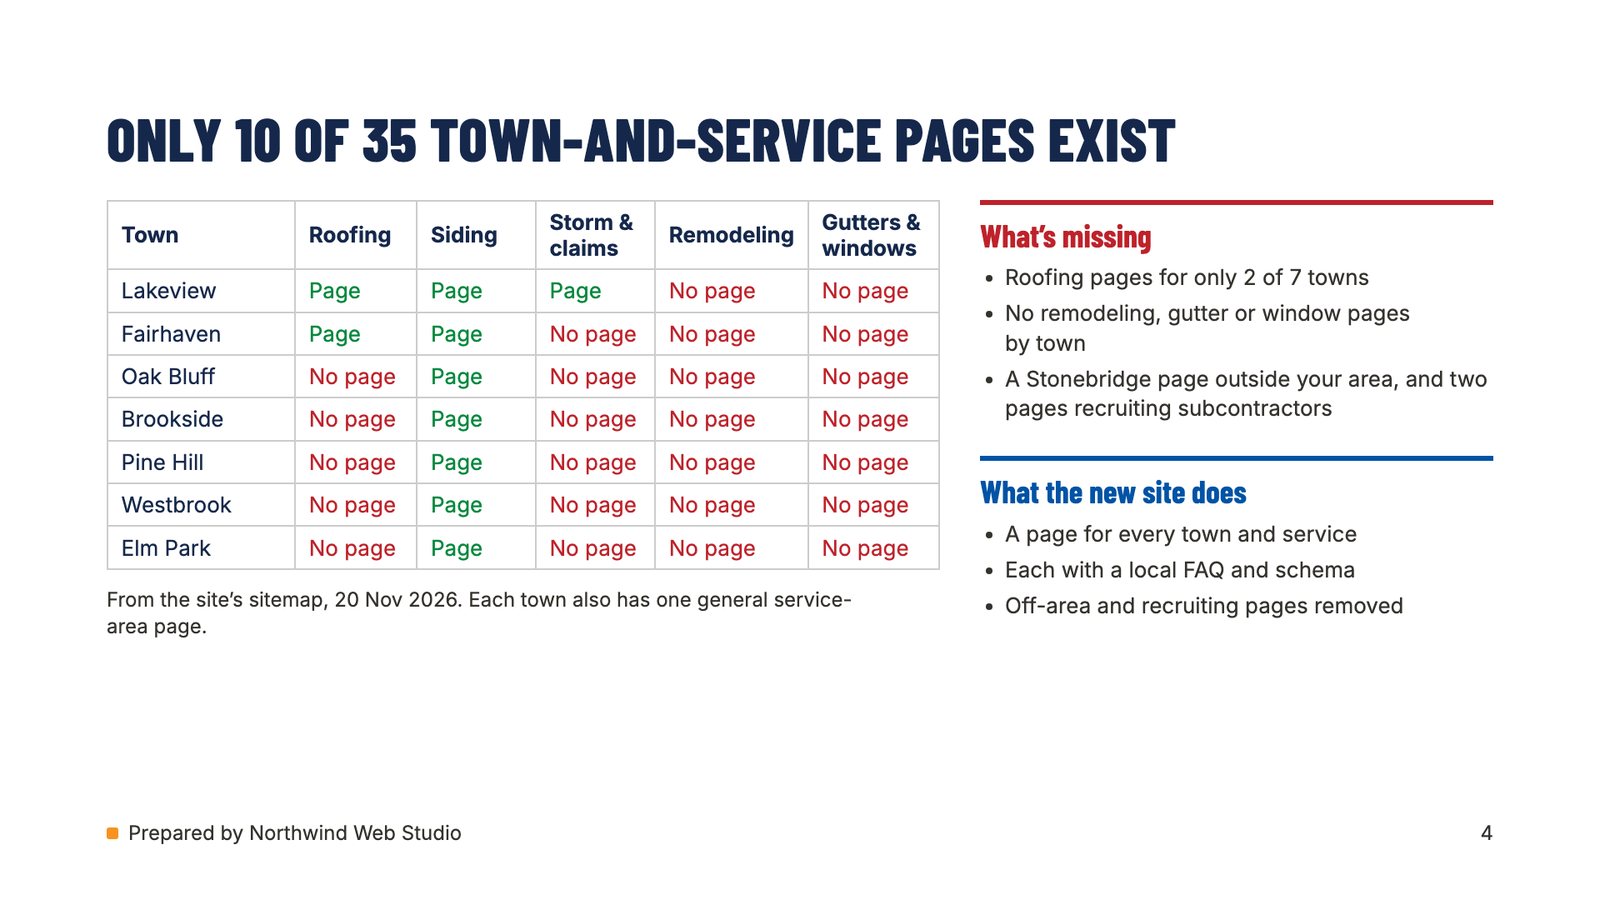 ONLY 10 OF 35 TOWN-AND-SERVICE PAGES EXIST
Town Roofing Siding Storm & claims Remodeling Gutters & windows
Lakeview Page Page Page No page No page
Fairhaven Page Page No page No page No page
Oak Bluff No page Page No page No page No page
Brookside No page Page No page No page No page
Pine Hill No page Page No page No page No page
Westbrook No page Page No page No page No page
Elm Park No page Page No page No page No page
From the site’s sitemap, 20 Nov 2026. Each town also has one general service-
area page.
What’s missing
• Roofing pages for only 2 of 7 towns
• No remodeling, gutter or window pages
by town
• A Stonebridge page outside your area, and two
pages recruiting subcontractors
What the new site does
• A page for every town and service
• Each with a local FAQ and schema
• Off-area and recruiting pages removed
Prepared by Northwind Web Studio
4